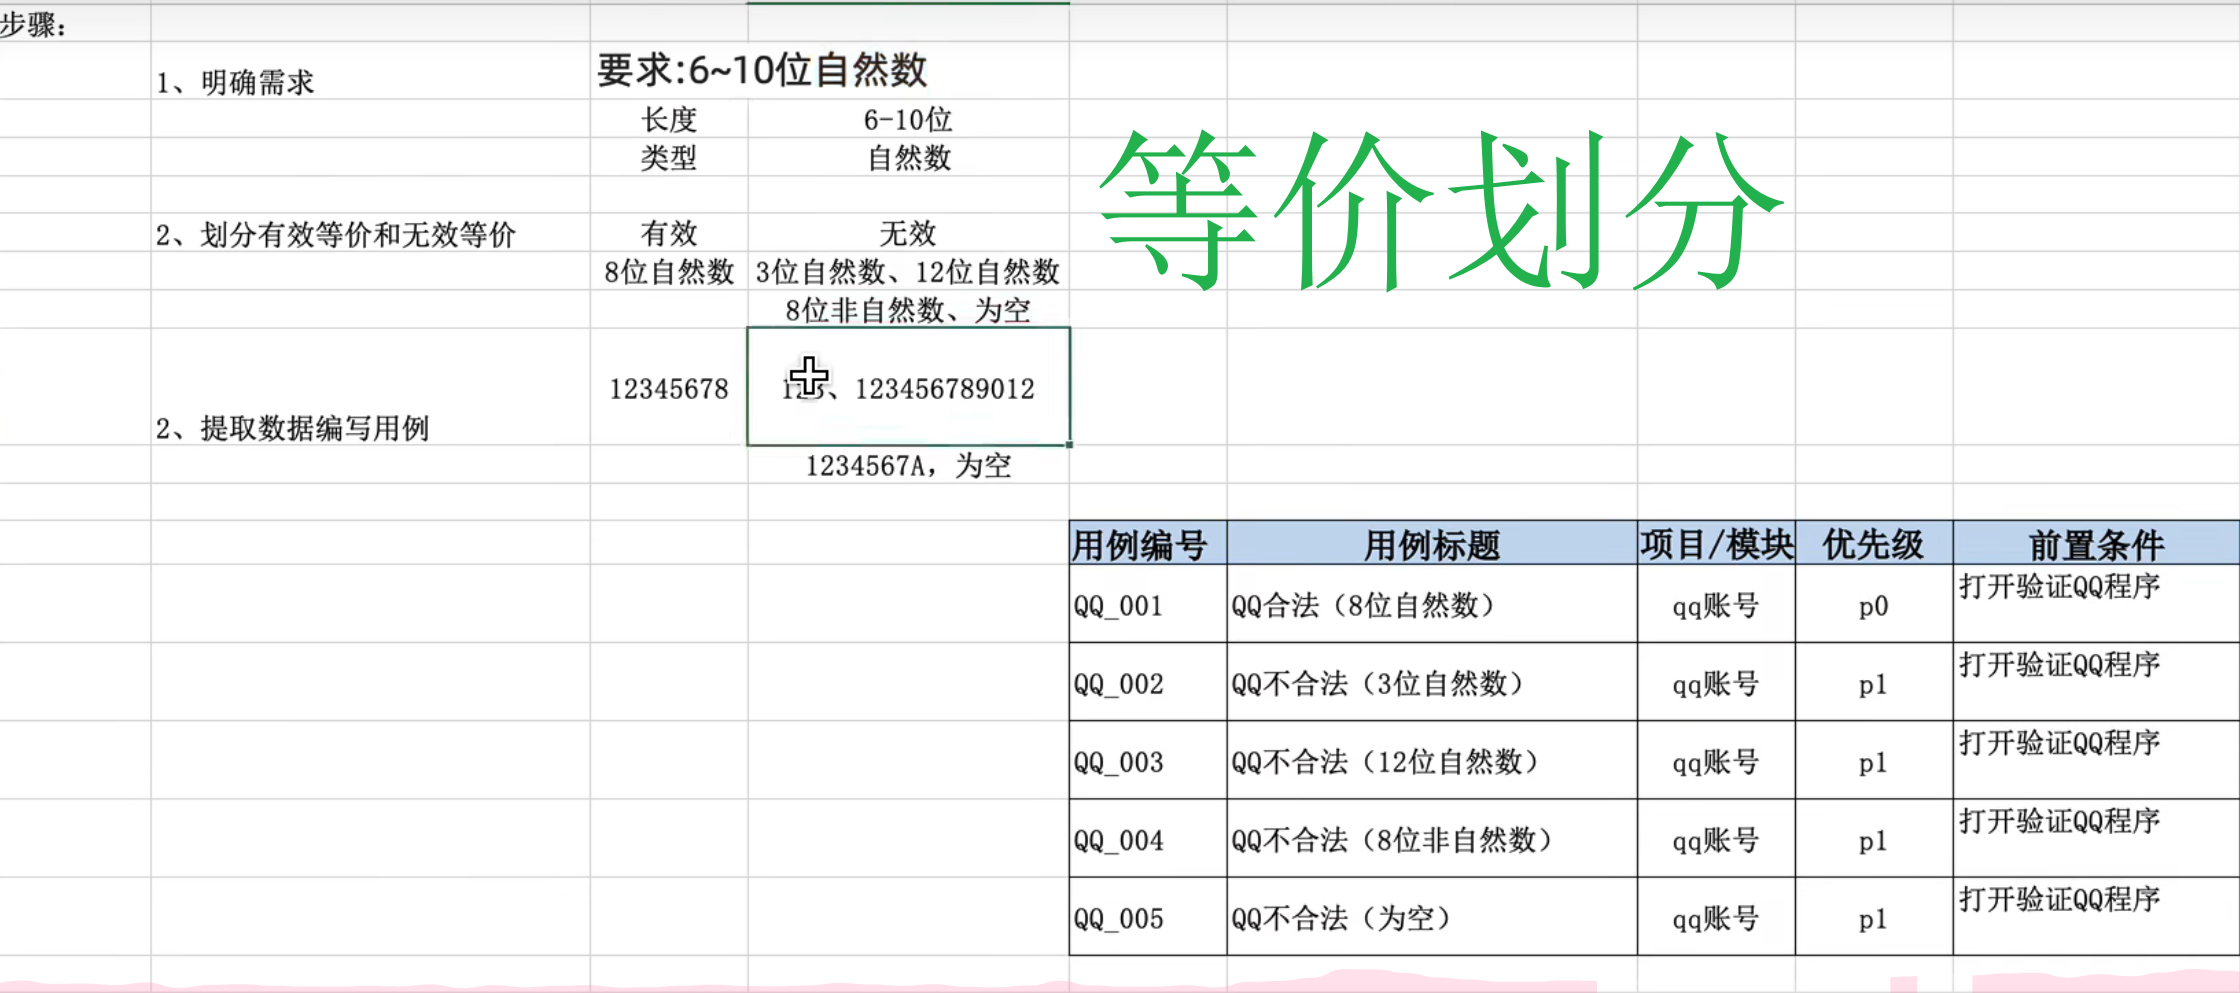 步骤：
1、明确需求
要求:6~10位自然数
长度 6-10位
类型 自然数
等价划分
2、划分有效等价和无效等价 有效 无效
8位自然数 3位自然数、12位自然数
8位非自然数、为空
12345678 123、123456789012
2、提取数据编写用例
1234567A，为空
用例编号 用例标题 项目/模块 优先级 前置条件
QQ_001 QQ合法（8位自然数） qq账号 p0 打开验证QQ程序
QQ_002 QQ不合法（3位自然数） qq账号 p1 打开验证QQ程序
QQ_003 QQ不合法（12位自然数） qq账号 p1 打开验证QQ程序
QQ_004 QQ不合法（8位非自然数） qq账号 p1 打开验证QQ程序
QQ_005 QQ不合法（为空） qq账号 p1 打开验证QQ程序